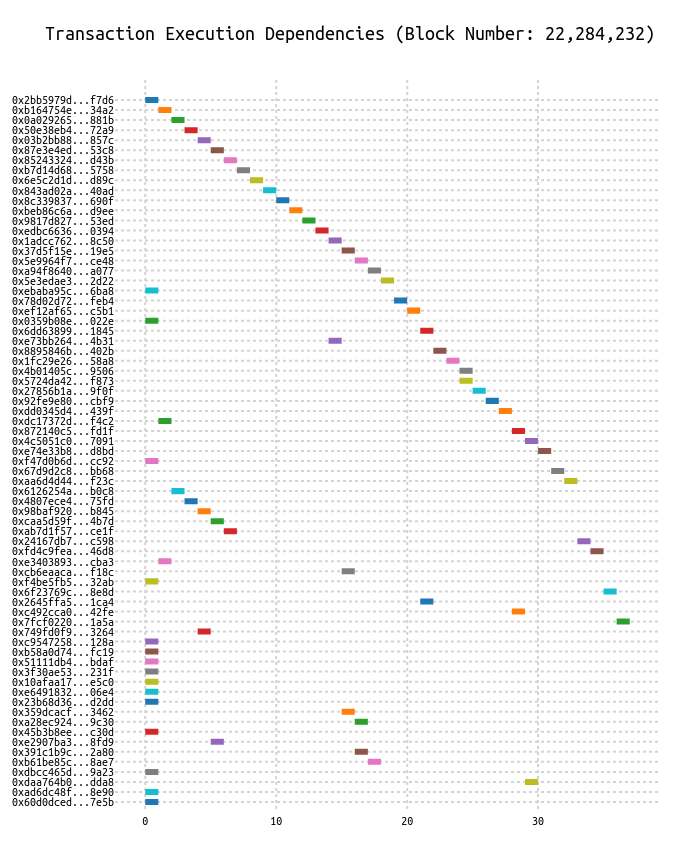 Transaction Execution Dependencies (Block Number: 22,284,232)
0x2bb5979d...f7d6
0xb164754e...34a2
0x0a029265...881b
0x50e38eb4...72a9
0x03b2bb88...857c
0x87e3e4ed...53c8
0x85243324...d43b
0xb7d14d68...5758
0x6e5c2d1d...d89c
0x843ad02a...40ad
0x8c339837...690f
0xbeb86c6a...d9ee
0x9817d827...53ed
0xedbc6636...0394
0x1adcc762...8c50
0x37d5f15e...19e5
0x5e9964f7...ce48
0xa94f8640...a077
0x5e3edae3...2d22
0xebaba95c...6ba8
0x78d02d72...feb4
0xef12af65...c5b1
0x0359b08e...022e
0x6dd63899...1845
0xe73bb264...4b31
0x8895846b...402b
0x1fc29e26...58a8
0x4b01405c...9506
0x5724da42...f873
0x27856b1a...9f0f
0x92fe9e80...cbf9
0xdd0345d4...439f
0xdc17372d...f4c2
0x872140c5...fd1f
0x4c5051c0...7091
0xe74e33b8...d8bd
0xf47d0b6d...cc92
0x67d9d2c8...bb68
0xaa6d4d44...f23c
0x6126254a...b0c8
0x4807ece4...75fd
0x98baf920...b845
0xcaa5d59f...4b7d
0xab7d1f57...ce1f
0x24167db7...c598
0xfd4c9fea...46d8
0xe3403893...cba3
0xcb6eaaca...f18c
0xf4be5fb5...32ab
0x6f23769c...8e8d
0x2645ffa5...1ca4
0xc492cca0...42fe
0x7fcf0220...1a5a
0x749fd0f9...3264
0xc9547258...128a
0xb58a0d74...fc19
0x51111db4...bdaf
0x3f30ae53...231f
0x10afaa17...e5c0
0xe6491832...06e4
0x23b68d36...d2dd
0x359dcacf...3462
0xa28ec924...9c30
0x45b3b8ee...c30d
0xe2907ba3...8fd9
0x391c1b9c...2a80
0xb61be85c...8ae7
0xdbcc465d...9a23
0xdaa764b0...dda8
0xad6dc48f...8e90
0x60d0dced...7e5b
0 10 20 30